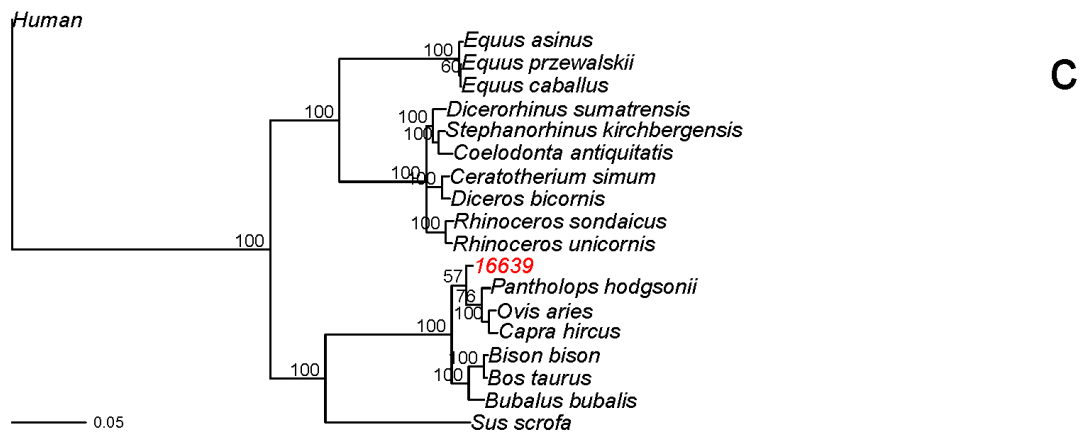 Human
C
Equus asinus
100
Equus przewalskii
60
Equus caballus
100
Dicerorhinus sumatrensis
100
Stephanorhinus kirchbergensis
100
Coelodonta antiquitatis
100
100
Ceratotherium simum
Diceros bicornis
100
Rhinoceros sondaicus
Rhinoceros unicornis
100
16639
57
Pantholops hodgsonii
76
Ovis aries
100
Capra hircus
100
Bison bison
100
Bos taurus
100
Bubalus bubalis
100
Sus scrofa
0.05